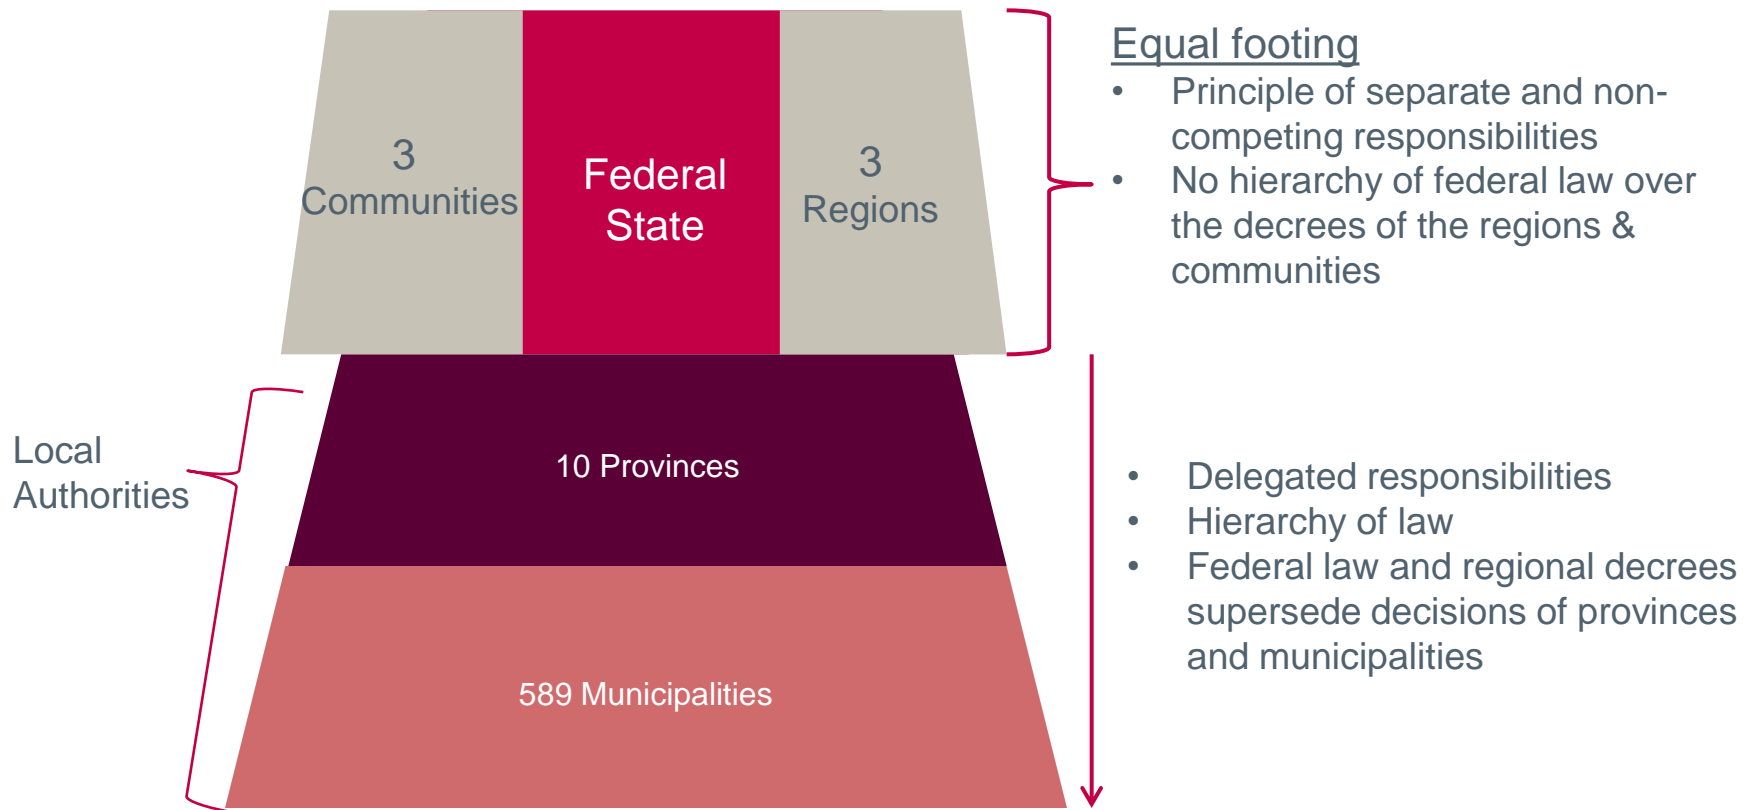 3
Communities
Federal
State
3
Regions
Equal footing
• Principle of separate and non-
competing responsibilities
• No hierarchy of federal law over
the decrees of the regions &
communities
Local
Authorities
10 Provinces
589 Municipalities
• Delegated responsibilities
• Hierarchy of law
• Federal law and regional decrees
supersede decisions of provinces
and municipalities